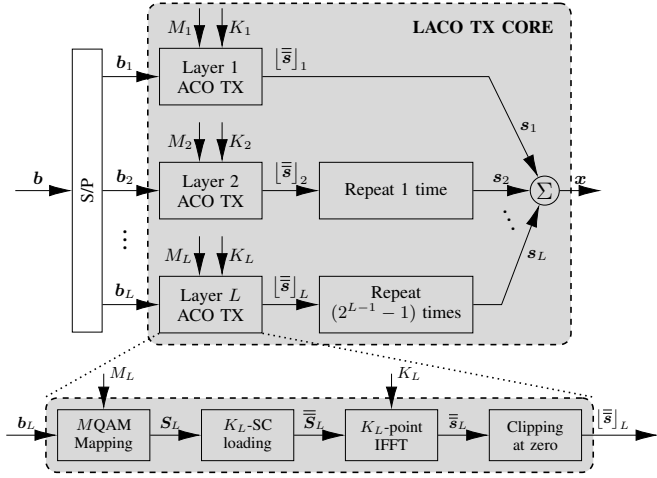 M₁ K₁ LACO TX CORE
b₁ Layer 1 ACO TX ⌊s̿⌋₁
s₁
M₂ K₂
b S/P b₂ Layer 2 ACO TX ⌊s̿⌋₂ Repeat 1 time s₂ Σ x
⋮ ⋱
M_L K_L s_L
b_L Layer L ACO TX ⌊s̿⌋_L Repeat (2^{L−1} − 1) times
M_L K_L
b_L MQAM Mapping S_L K_L-SC loading S̿_L K_L-point IFFT s̿_L Clipping at zero ⌊s̿⌋_L